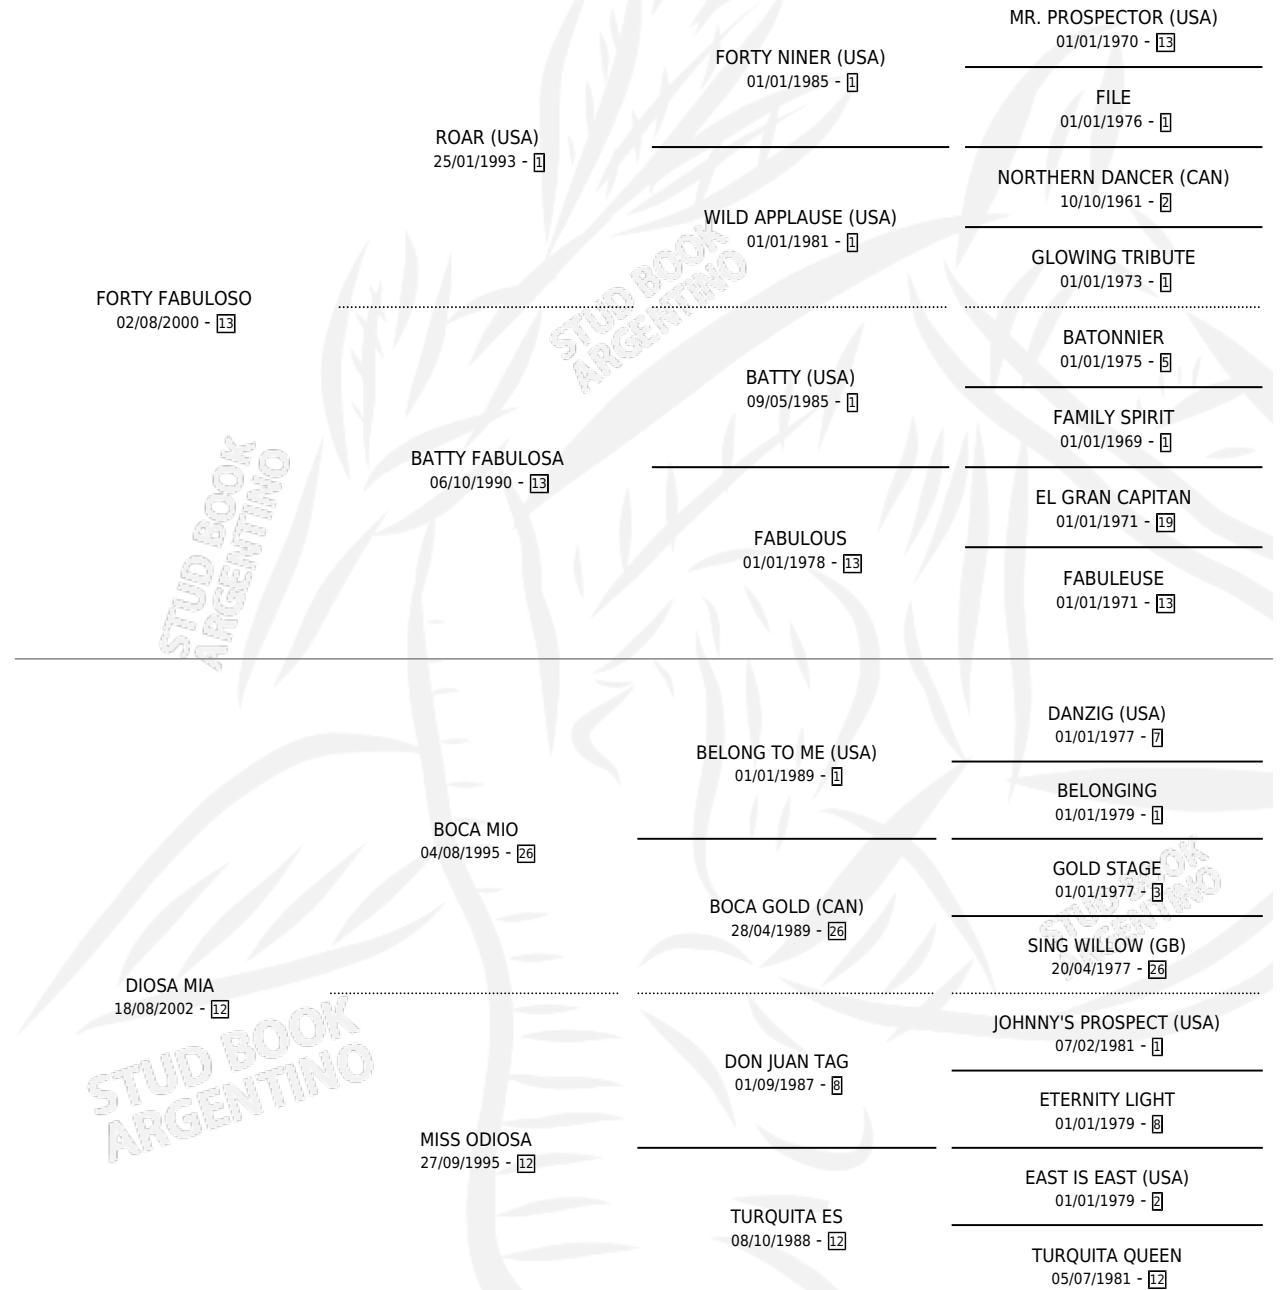 MR. PROSPECTOR (USA)
01/01/1970 - 13
FORTY NINER (USA)
01/01/1985 - 1
FILE
01/01/1976 - 1
ROAR (USA)
25/01/1993 - 1
NORTHERN DANCER (CAN)
10/10/1961 - 2
WILD APPLAUSE (USA)
01/01/1981 - 1
GLOWING TRIBUTE
01/01/1973 - 1
FORTY FABULOSO
02/08/2000 - 13
BATONNIER
01/01/1975 - 5
BATTY (USA)
09/05/1985 - 1
FAMILY SPIRIT
01/01/1969 - 1
BATTY FABULOSA
06/10/1990 - 13
EL GRAN CAPITAN
01/01/1971 - 19
FABULOUS
01/01/1978 - 13
FABULEUSE
01/01/1971 - 13
DANZIG (USA)
01/01/1977 - 7
BELONG TO ME (USA)
01/01/1989 - 1
BELONGING
01/01/1979 - 1
BOCA MIO
04/08/1995 - 26
GOLD STAGE
01/01/1977 - 3
BOCA GOLD (CAN)
28/04/1989 - 26
SING WILLOW (GB)
20/04/1977 - 26
DIOSA MIA
18/08/2002 - 12
JOHNNY'S PROSPECT (USA)
07/02/1981 - 1
DON JUAN TAG
01/09/1987 - 8
ETERNITY LIGHT
01/01/1979 - 8
MISS ODIOSA
27/09/1995 - 12
EAST IS EAST (USA)
01/01/1979 - 2
TURQUITA ES
08/10/1988 - 12
TURQUITA QUEEN
05/07/1981 - 12
STUD BOOK
ARGENTINO
STUD BOOK
ARGENTINO
STUD BOOK
ARGENTINO
STUD BOOK
ARGENTINO